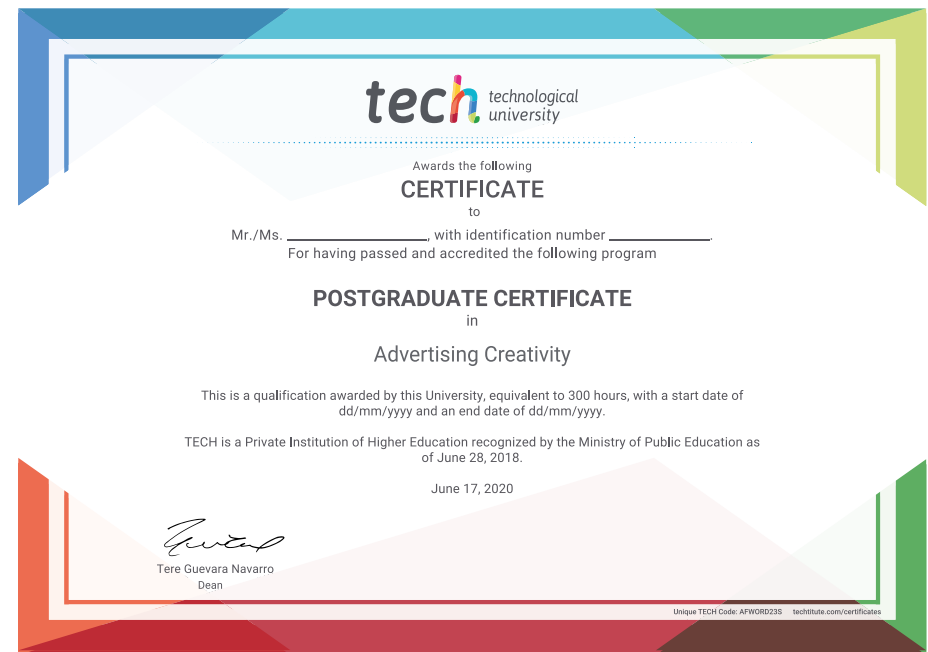 tech technological
university
Awards the following
CERTIFICATE
to
Mr./Ms. ____________, with identification number ____________.
For having passed and accredited the following program
POSTGRADUATE CERTIFICATE
in
Advertising Creativity
This is a qualification awarded by this University, equivalent to 300 hours, with a start date of
dd/mm/yyyy and an end date of dd/mm/yyyy.
TECH is a Private Institution of Higher Education recognized by the Ministry of Public Education as
of June 28, 2018.
June 17, 2020
Tere Guevara Navarro
Dean
Unique TECH Code: AFWORD23S techtitute.com/certificates